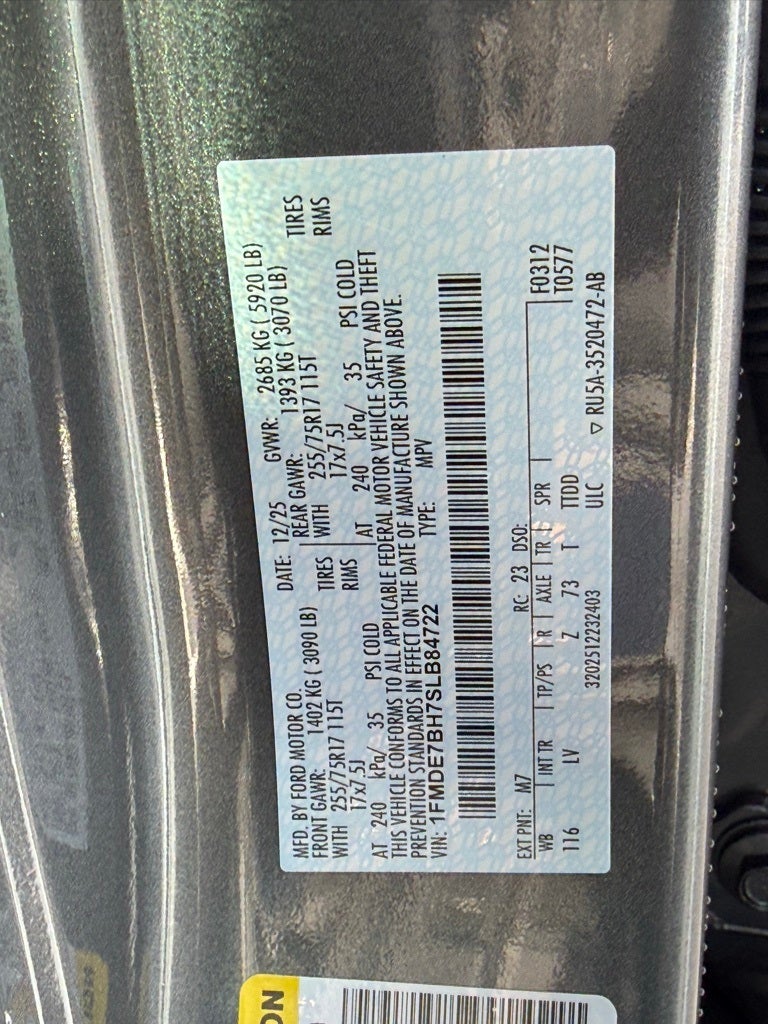 MFD. BY FORD MOTOR CO.
DATE: 12/25 GVWR: 2685 KG ( 5920 LB)
FRONT GAWR: 1402 KG ( 3090 LB) REAR GAWR: 1393 KG ( 3070 LB)
WITH 255/75R17 115T TIRES WITH 255/75R17 115T TIRES
17x7.5J RIMS 17x7.5J RIMS
AT 240 kPa/ 35 PSI COLD AT 240 kPa/ 35 PSI COLD
THIS VEHICLE CONFORMS TO ALL APPLICABLE FEDERAL MOTOR VEHICLE SAFETY AND THEFT
PREVENTION STANDARDS IN EFFECT ON THE DATE OF MANUFACTURE SHOWN ABOVE.
VIN: 1FMDE7BH7SLB84722 TYPE: MPV
EXT PNT: M7 RC: 23 DSO: F0312
WB INT TR TP/PS R AXLE TR SPR T0577
116 LV Z 73 T TTDD
3202512232403 ULC ▽ RU5A-3520472-AB
ON